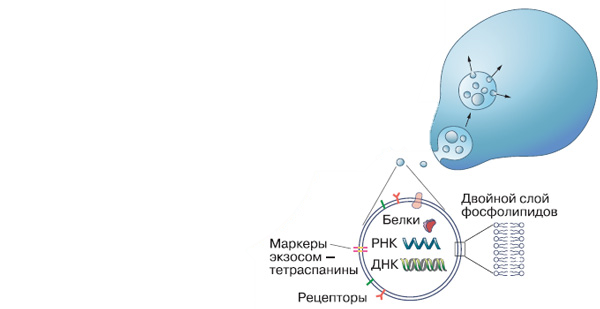 Двойной слой
фосфолипидов
Белки
РНК
ДНК
Маркеры
экзосом –
тетраспанины
Рецепторы